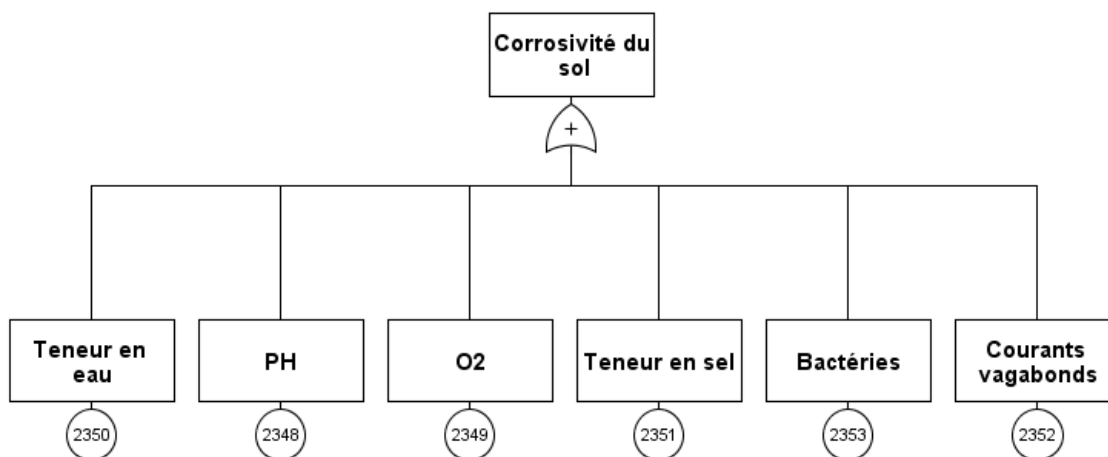 Corrosivité du
sol
+
Teneur en
eau
PH
O2
Teneur en sel
Bactéries
Courants
vagabonds
2350
2348
2349
2351
2353
2352